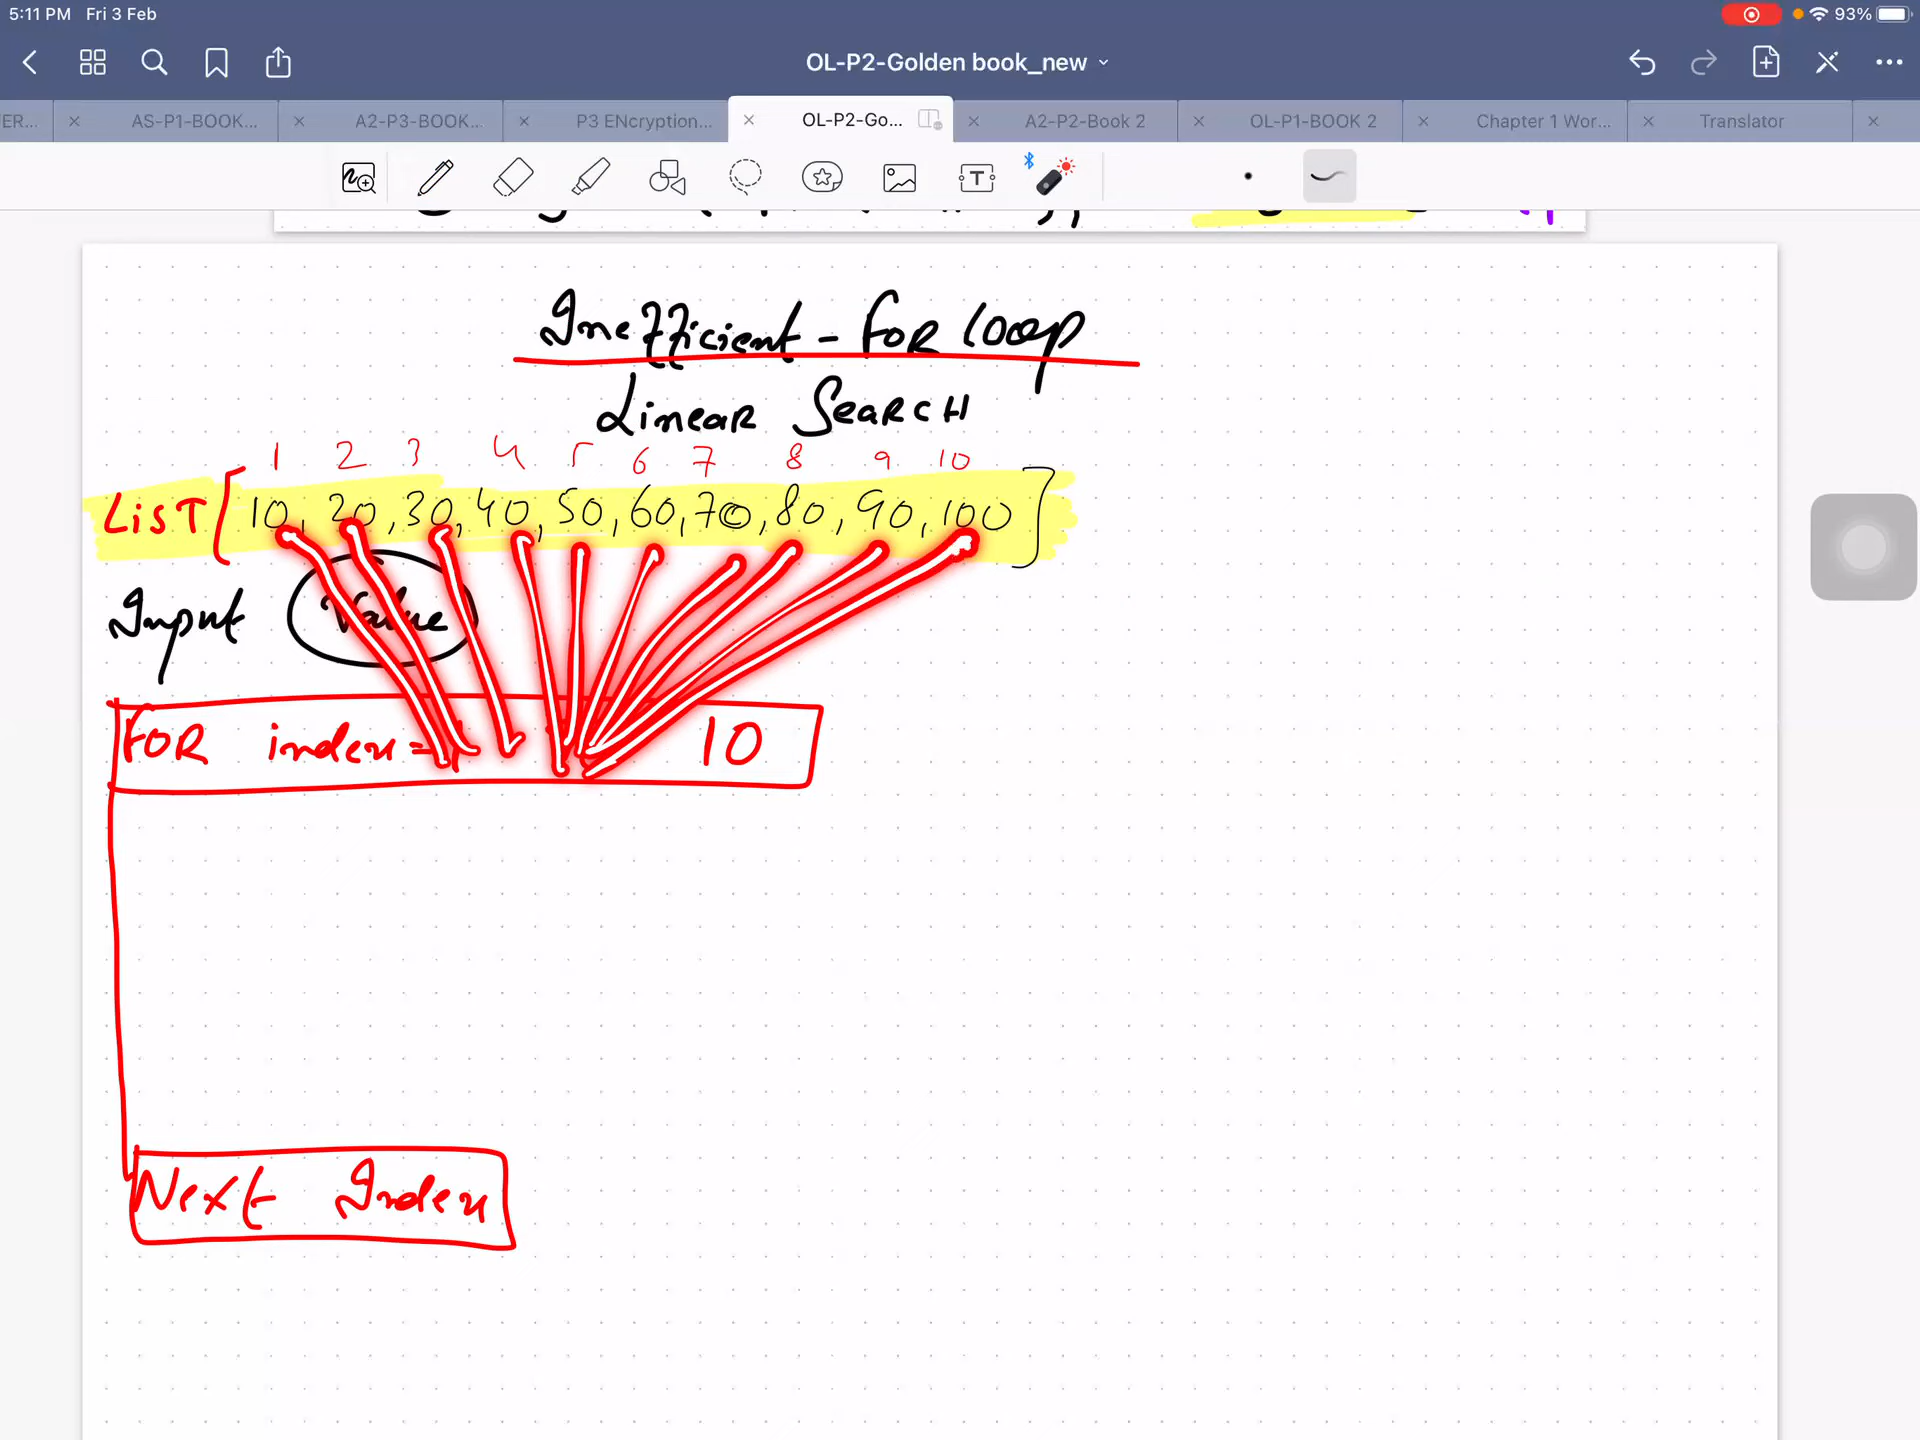 5:11 PM Fri 3 Feb 93%
OL-P2-Golden book_new
ER... AS-P1-BOOK... A2-P3-BOOK... P3 ENcryption... OL-P2-Go... A2-P2-Book 2 OL-P1-BOOK 2 Chapter 1 Wor... Translator
T
Inefficient - FOR loop
Linear Search
1 2 3 4 5 6 7 8 9 10
LiST [10, 20, 30, 40, 50, 60, 70, 80, 90, 100]
Input Value
FOR index = 1 10
Next Index